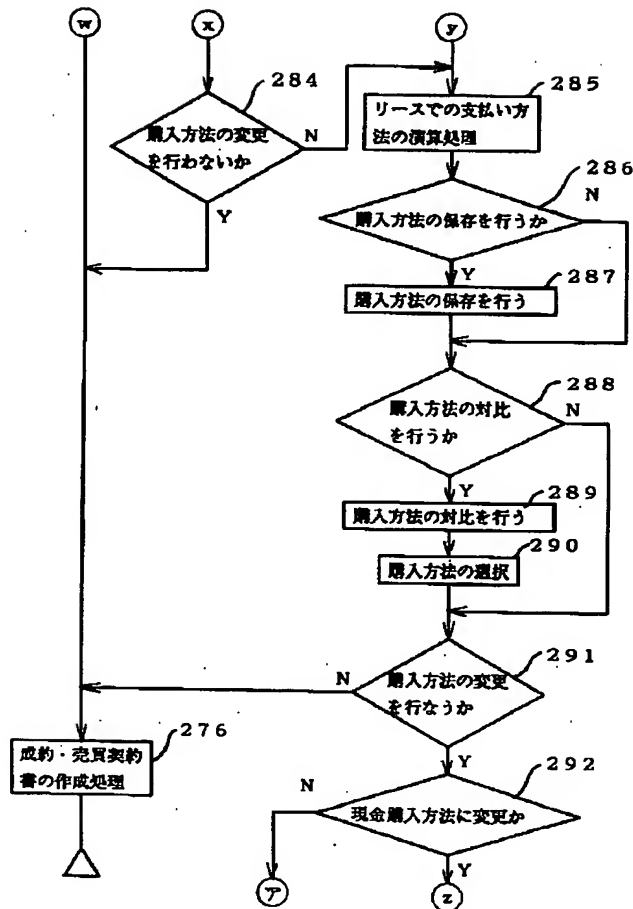 w
x
y
284
購入方法の変更
を行わないか
N
Y
285
リースでの支払い方
法の演算処理
286
購入方法の保存を行うか
N
Y
287
購入方法の保存を行う
288
購入方法の対比
を行うか
N
Y
289
購入方法の対比を行う
290
購入方法の選択
291
購入方法の変更
を行なうか
N
Y
276
成約・売買契約
書の作成処理
292
現金購入方法に変更か
N
Y
ア
z